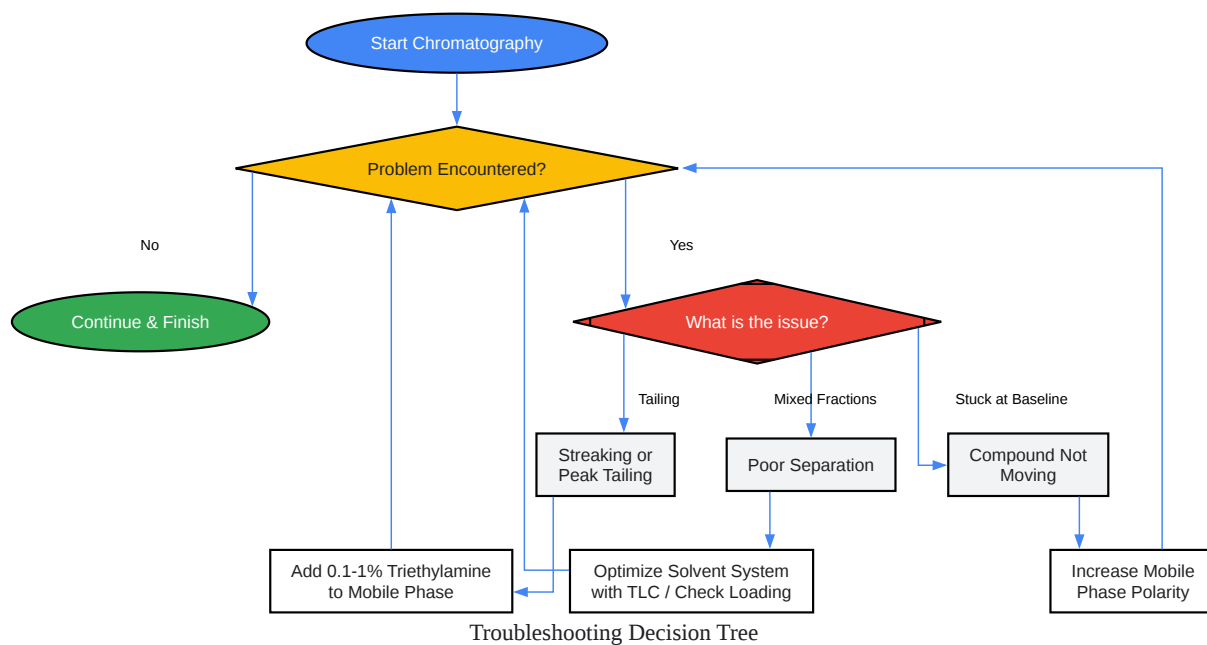 Start Chromatography
Problem Encountered?
No
Yes
Continue & Finish
What is the issue?
Tailing
Mixed Fractions
Stuck at Baseline
Streaking or
Peak Tailing
Poor Separation
Compound Not
Moving
Add 0.1-1% Triethylamine
to Mobile Phase
Optimize Solvent System
with TLC / Check Loading
Increase Mobile
Phase Polarity
Troubleshooting Decision Tree